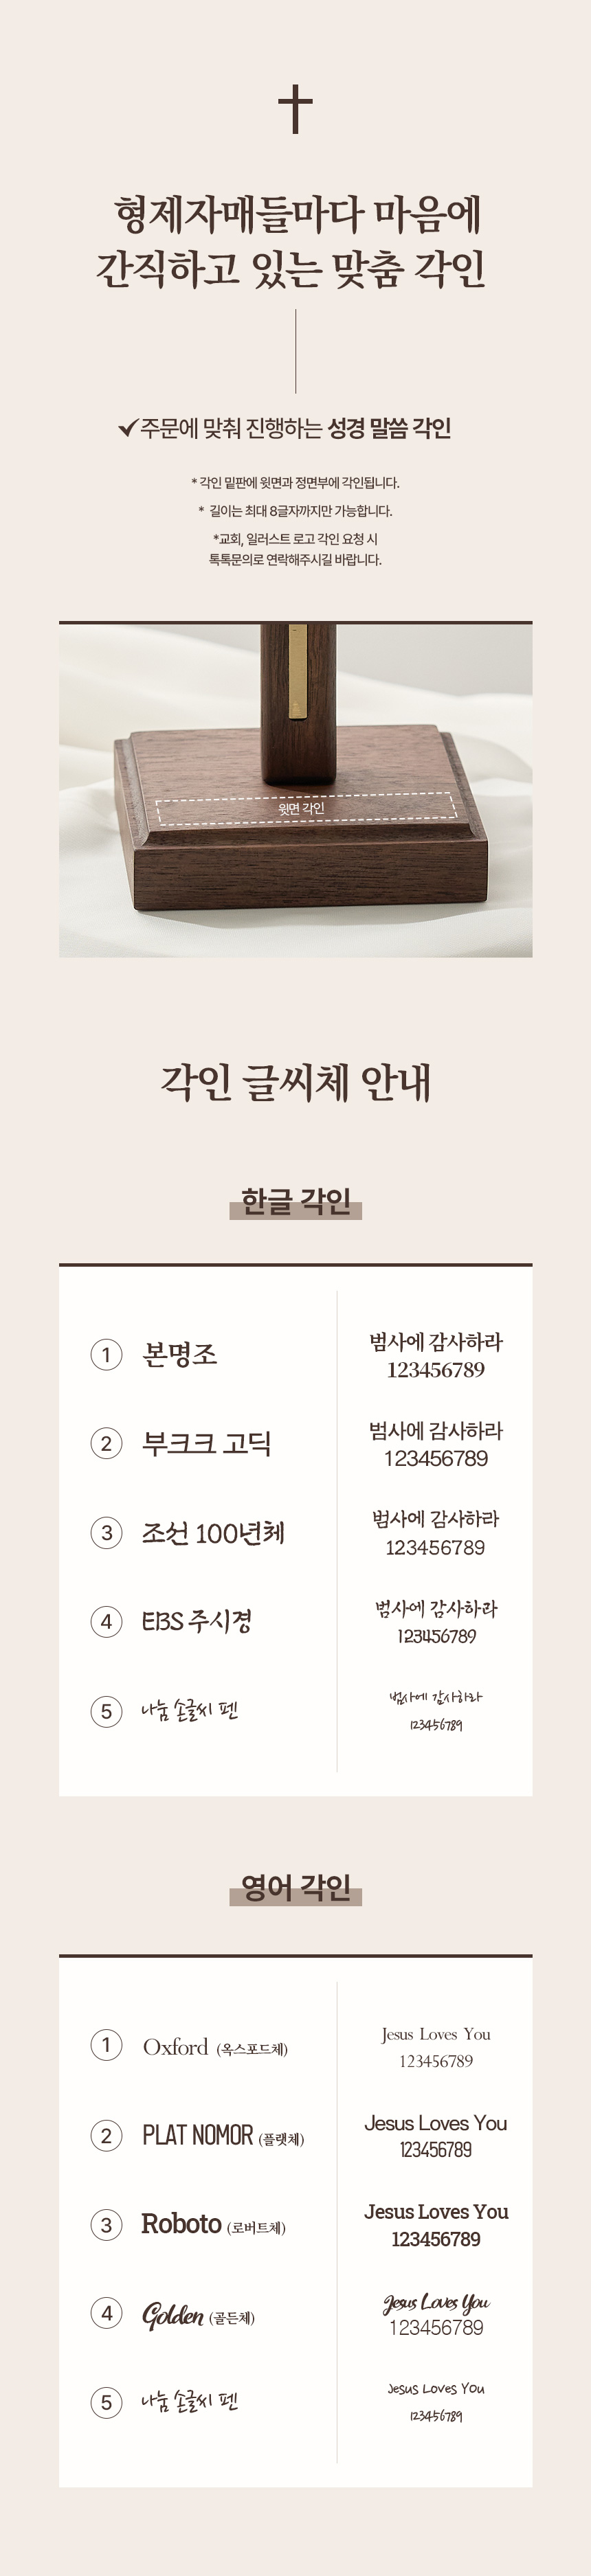 형제자매들마다 마음에
간직하고 있는 맞춤 각인
주문에 맞춰 진행하는 성경 말씀 각인
* 각인 밑판에 윗면과 정면부에 각인됩니다.
* 길이는 최대 8글자까지만 가능합니다.
*교회, 일러스트 로고 각인 요청 시
톡톡문의로 연락해주시길 바랍니다.
윗면 각인
각인 글씨체 안내
한글 각인
1 본명조
범사에 감사하라
123456789
2 부크크 고딕
범사에 감사하라
123456789
3 조선 100년체
범사에 감사하라
123456789
4 EBS 주시경
범사에 감사하라
123456789
5 나눔 손글씨 펜
범사에 감사하라
123456789
영어 각인
1 Oxford (옥스포드체)
Jesus Loves You
123456789
2 PLAT NOMOR (플랫체)
Jesus Loves You
123456789
3 Roboto (로버트체)
Jesus Loves You
123456789
4 Golden (골든체)
Jesus Loves You
123456789
5 나눔 손글씨 펜
Jesus Loves You
123456789